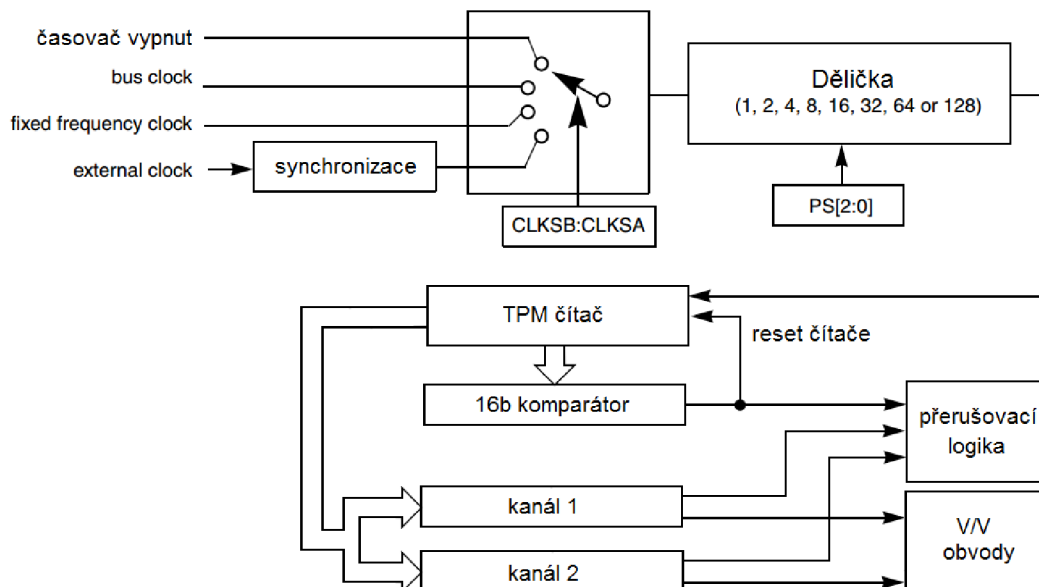 časovač vypnut
bus clock
fixed frequency clock
external clock
synchronizace
CLKSB:CLKSA
Dělička
(1, 2, 4, 8, 16, 32, 64 or 128)
PS[2:0]
TPM čítač
reset čítače
16b komparátor
přerušovací
logika
kanál 1
V/V
obvody
kanál 2